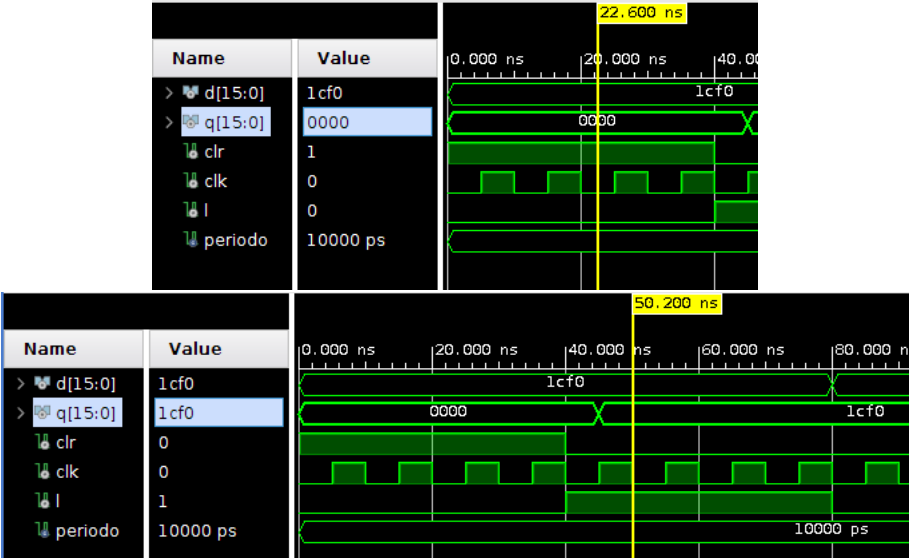 22.600 ns
Name Value 0.000 ns 20.000 ns 40.00
d[15:0] 1cf0 1cf0
q[15:0] 0000 0000
clr 1
clk 0
l 0
periodo 10000 ps
50.200 ns
Name Value 0.000 ns 20.000 ns 40.000 ns 60.000 ns 80.000 n
d[15:0] 1cf0 1cf0
q[15:0] 1cf0 0000 1cf0
clr 0
clk 0
l 1
periodo 10000 ps 10000 ps